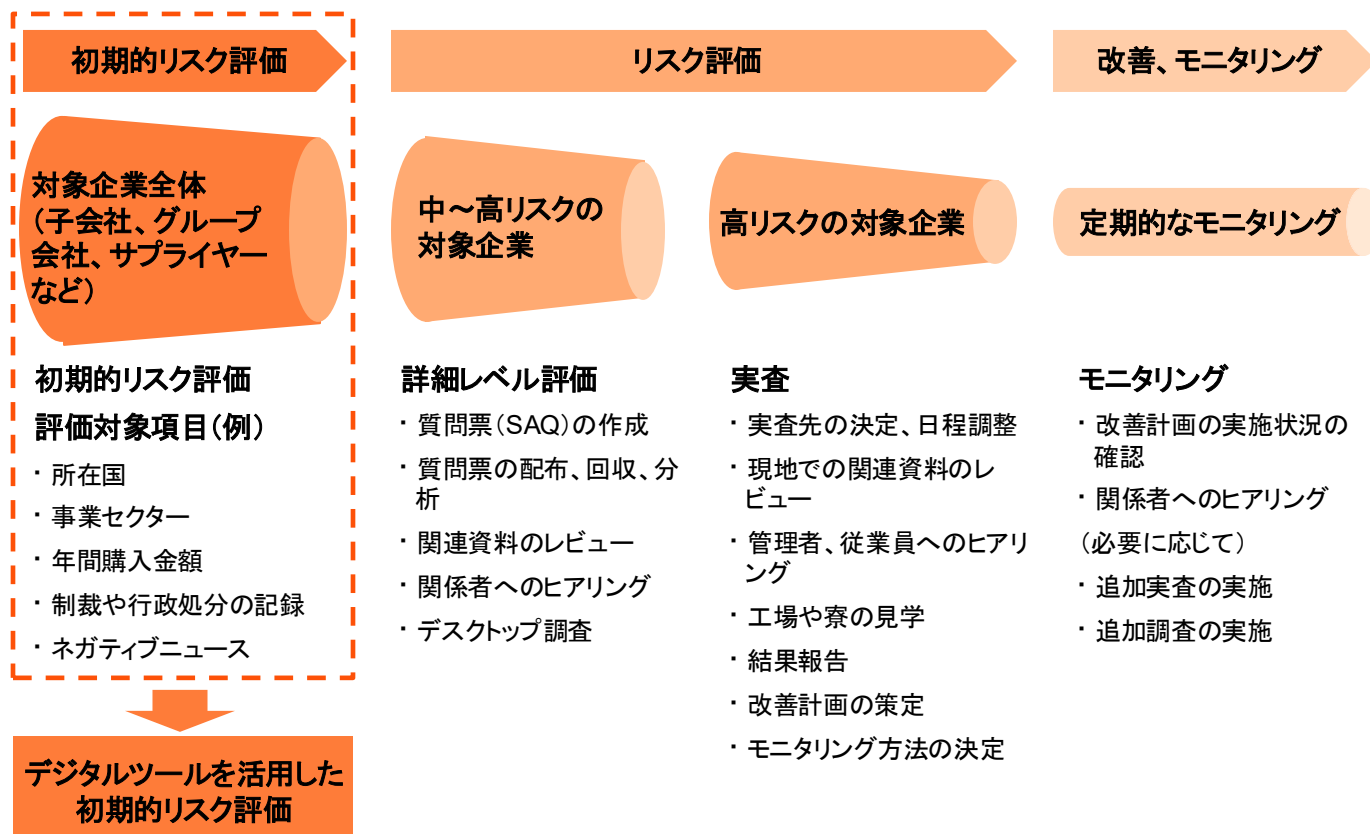 初期的リスク評価
リスク評価
改善、モニタリング
対象企業全体
(子会社、グループ
会社、サプライヤー
など)
中～高リスクの
対象企業
高リスクの対象企業
定期的なモニタリング
初期的リスク評価
評価対象項目(例)
・所在国
・事業セクター
・年間購入金額
・制裁や行政処分の記録
・ネガティブニュース
詳細レベル評価
・質問票(SAQ)の作成
・質問票の配布、回収、分
析
・関連資料のレビュー
・関係者へのヒアリング
・デスクトップ調査
実査
・実査先の決定、日程調整
・現地での関連資料のレ
ビュー
・管理者、従業員へのヒアリ
ング
・工場や寮の見学
・結果報告
・改善計画の策定
・モニタリング方法の決定
モニタリング
・改善計画の実施状況の
確認
・関係者へのヒアリング
(必要に応じて)
・追加実査の実施
・追加調査の実施
デジタルツールを活用した
初期的リスク評価